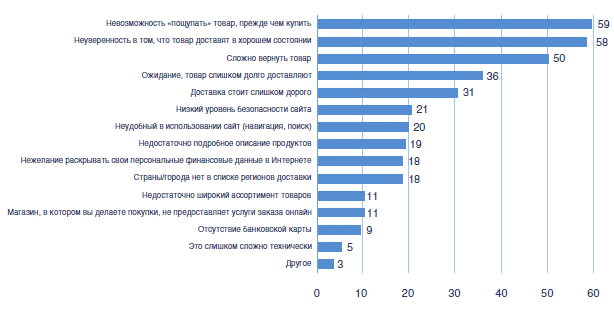 Невозможность «пощупать» товар, прежде чем купить 59
Неуверенность в том, что товар доставят в хорошем состоянии 58
Сложно вернуть товар 50
Ожидание, товар слишком долго доставляют 36
Доставка стоит слишком дорого 31
Низкий уровень безопасности сайта 21
Неудобный в использовании сайт (навигация, поиск) 20
Недостаточно подробное описание продуктов 19
Нежелание раскрывать свои персональные финансовые данные в Интернете 18
Страны/города нет в списке регионов доставки 18
Недостаточно широкий ассортимент товаров 11
Магазин, в котором вы делаете покупки, не предоставляет услуги заказа онлайн 11
Отсутствие банковской карты 9
Это слишком сложно технически 5
Другое 3
0 10 20 30 40 50 60